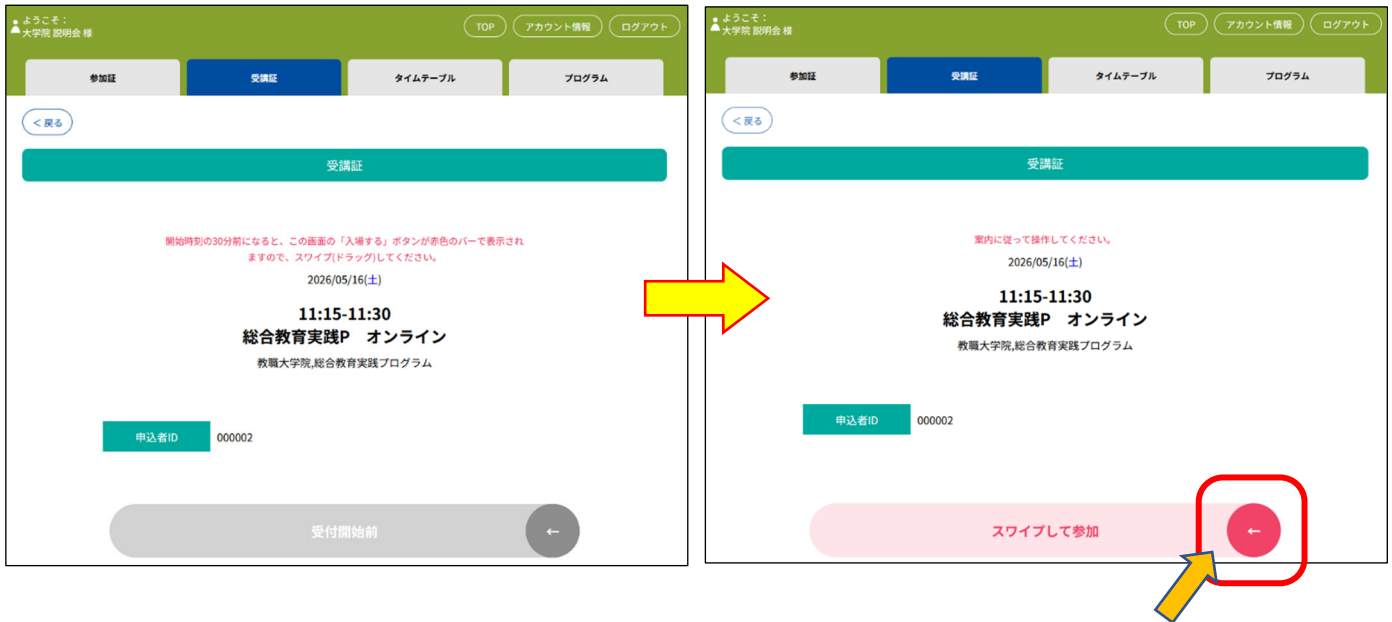 ようこそ：
大学院 説明会 様
TOP
アカウント情報
ログアウト
参加証
受講証
タイムテーブル
プログラム
＜戻る
受講証
開始時刻の30分前になると、この画面の「入場する」ボタンが赤色のバーで表示され
ますので、スワイプ(ドラッグ)してください。
2026/05/16(土)
11:15-11:30
総合教育実践P　オンライン
教職大学院,総合教育実践プログラム
申込者ID
000002
受付開始前
←
ようこそ：
大学院 説明会 様
TOP
アカウント情報
ログアウト
参加証
受講証
タイムテーブル
プログラム
＜戻る
受講証
案内に従って操作してください。
2026/05/16(土)
11:15-11:30
総合教育実践P　オンライン
教職大学院,総合教育実践プログラム
申込者ID
000002
スワイプして参加
←